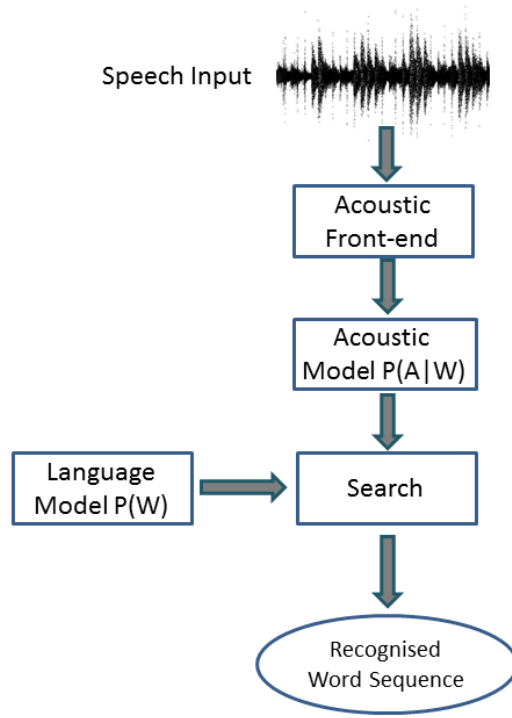 Speech Input
Acoustic
Front-end
Acoustic
Model P(A|W)
Language
Model P(W)
Search
Recognised
Word Sequence